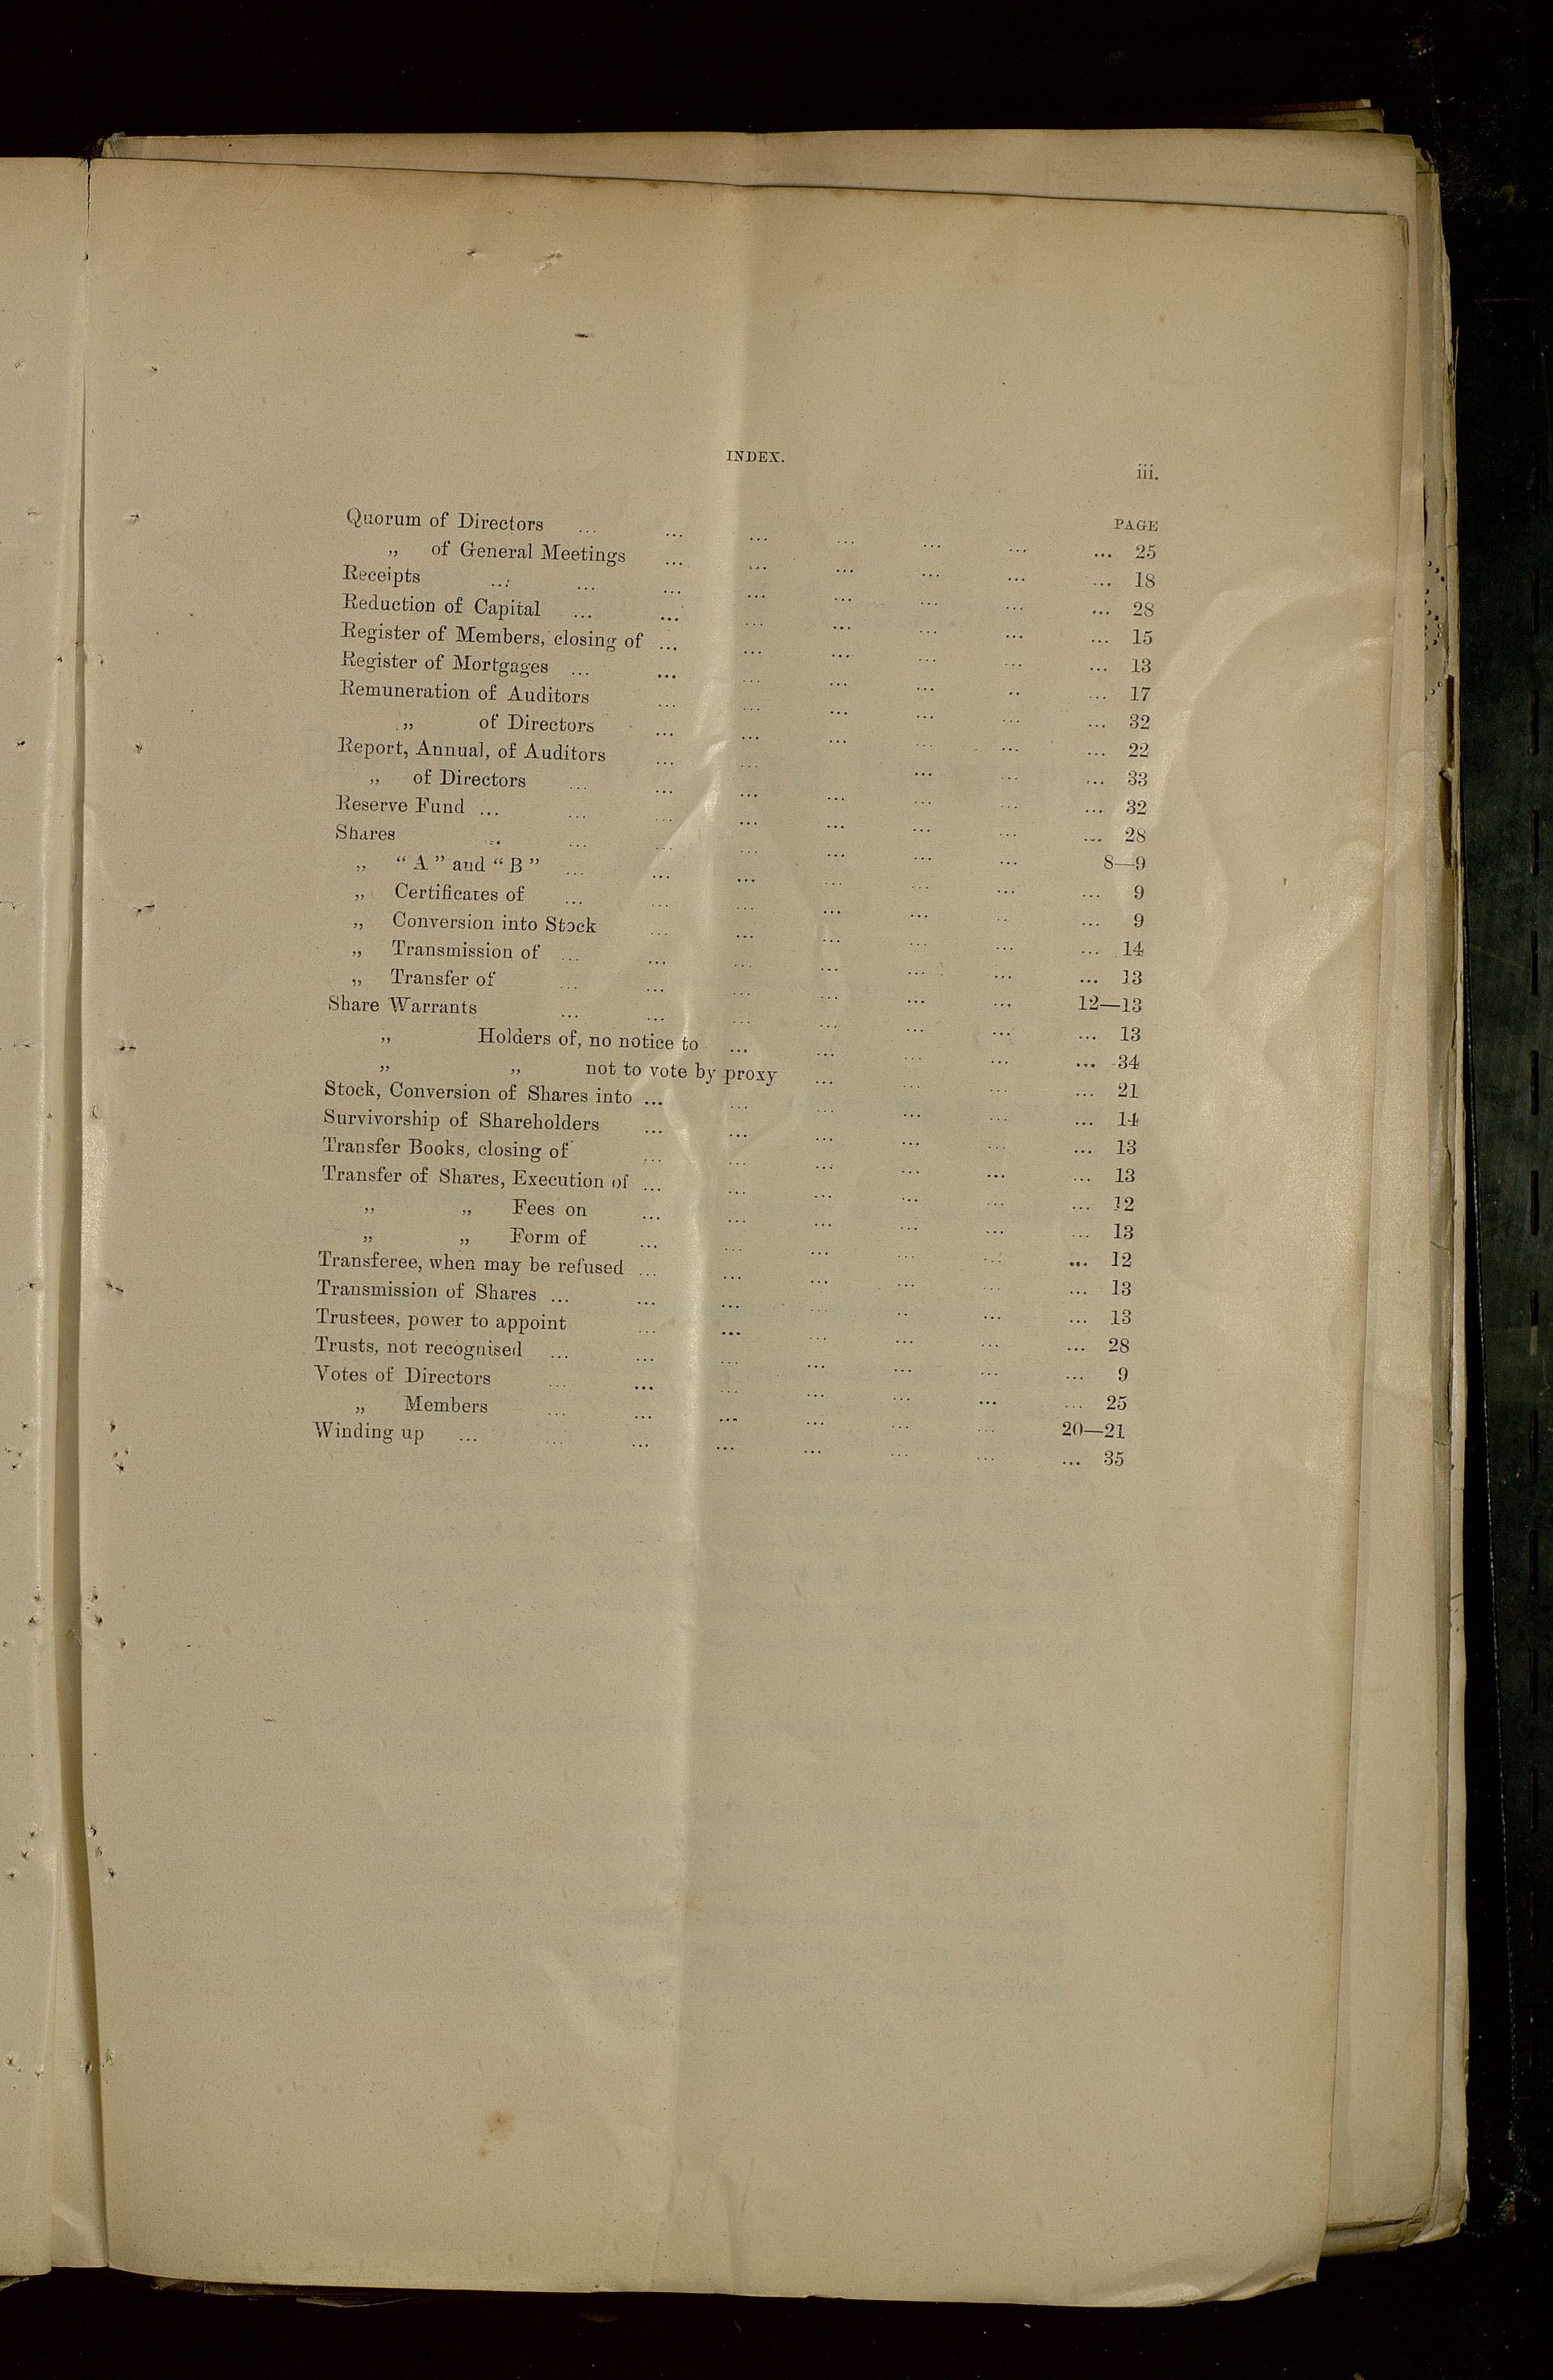 INDEX.
iii.
PAGE
Quorum of Directors ... ... ... ... ... ... ... 25
„ of General Meetings ... ... ... ... ... ... 18
Receipts ... ... ... ... ... ... ... ... 28
Reduction of Capital ... ... ... ... ... ... ... 15
Register of Members, closing of ... ... ... ... ... ... 13
Register of Mortgages ... ... ... ... ... .. ... 17
Remuneration of Auditors ... ... ... ... ... ... 32
„ of Directors ... ... ... ... ... ... 22
Report, Annual, of Auditors ... ... ... ... ... ... 33
„ of Directors ... ... ... ... ... ... ... 32
Reserve Fund ... ... ... ... ... ... ... ... 28
Shares .. ... ... ... ... ... ... 8—9
„ “ A ” and “ B ” ... ... ... ... ... ... ... 9
„ Certificates of ... ... ... ... ... .. ... 9
„ Conversion into Stock ... ... ... ... ... ... 14
„ Transmission of ... ... ... ... ... ... ... 13
„ Transfer of ... ... ... ... ... ... 12—13
Share Warrants ... ... ... ... ... ... ... 13
„ Holders of, no notice to ... ... ... ... ... 34
„ „ not to vote by proxy ... ... ... ... 21
Stock, Conversion of Shares into ... ... ... ... ... ... 14
Survivorship of Shareholders ... ... ... ... ... ... 13
Transfer Books, closing of ... ... ... ... ... ... 13
Transfer of Shares, Execution of ... ... ... ... ... ... 12
„ „ Fees on ... ... ... ... ... ... 13
„ „ Form of ... ... ... ... ... ... 12
Transferee, when may be refused ... ... ... ... ... ... 13
Transmission of Shares ... ... ... ... .. ... ... 13
Trustees, power to appoint ... ... ... ... ... ... 28
Trusts, not recognised ... ... ... ... ... ... ... 9
Votes of Directors ... ... ... ... ... ... ... 25
„ Members ... ... ... ... ... ... 20—21
Winding up ... ... ... ... ... ... ... ... 35